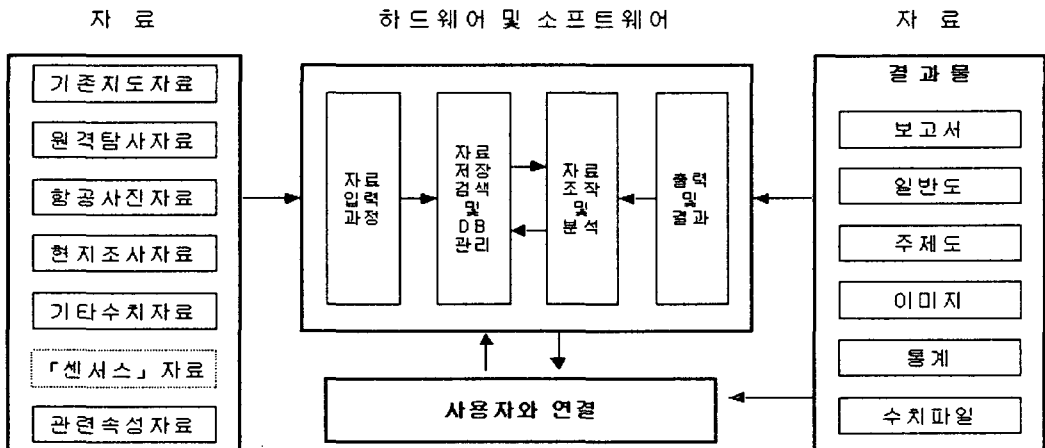 자 료
하드웨어 및 소프트웨어
자 료
기존지도자료
원격탐사자료
항공사진자료
현지조사자료
기타수치자료
「센서스」자료
관련속성자료
자료
입력
과정
자료
저장
검색
및
DB
관리
자료
조작
및
분석
출력
및
결과
사용자와 연결
결과물
보고서
일반도
주제도
이미지
통계
수치파일